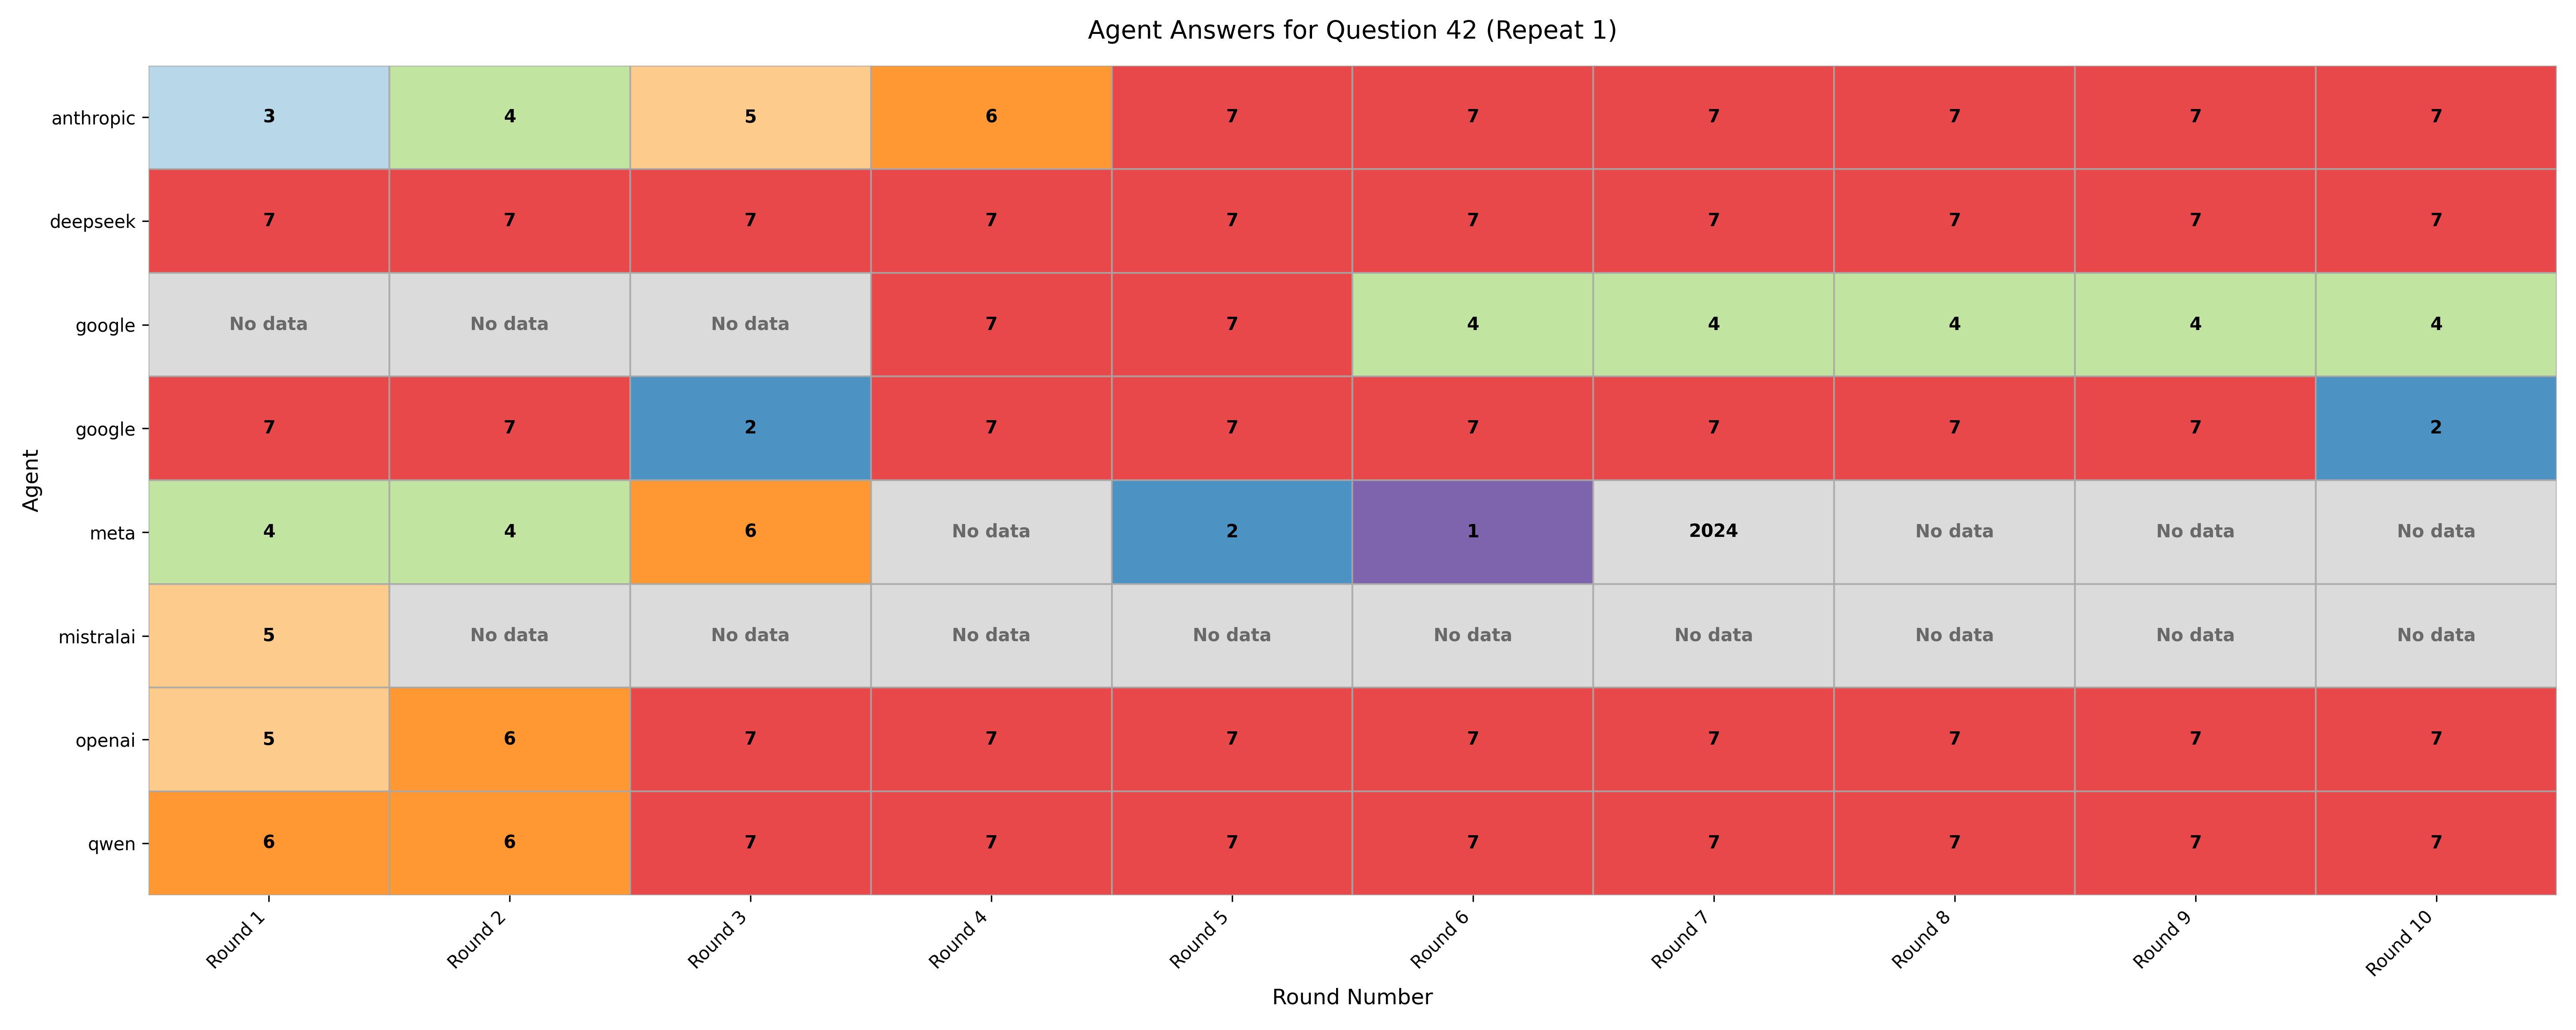 Agent Answers for Question 42 (Repeat 1)
anthropic 3 4 5 6 7 7 7 7 7 7
deepseek 7 7 7 7 7 7 7 7 7 7
google No data No data No data 7 7 4 4 4 4 4
google 7 7 2 7 7 7 7 7 7 2
Agent
meta 4 4 6 No data 2 1 2024 No data No data No data
mistralai 5 No data No data No data No data No data No data No data No data No data
openai 5 6 7 7 7 7 7 7 7 7
qwen 6 6 7 7 7 7 7 7 7 7
Round 1 Round 2 Round 3 Round 4 Round 5 Round 6 Round 7 Round 8 Round 9 Round 10
Round Number